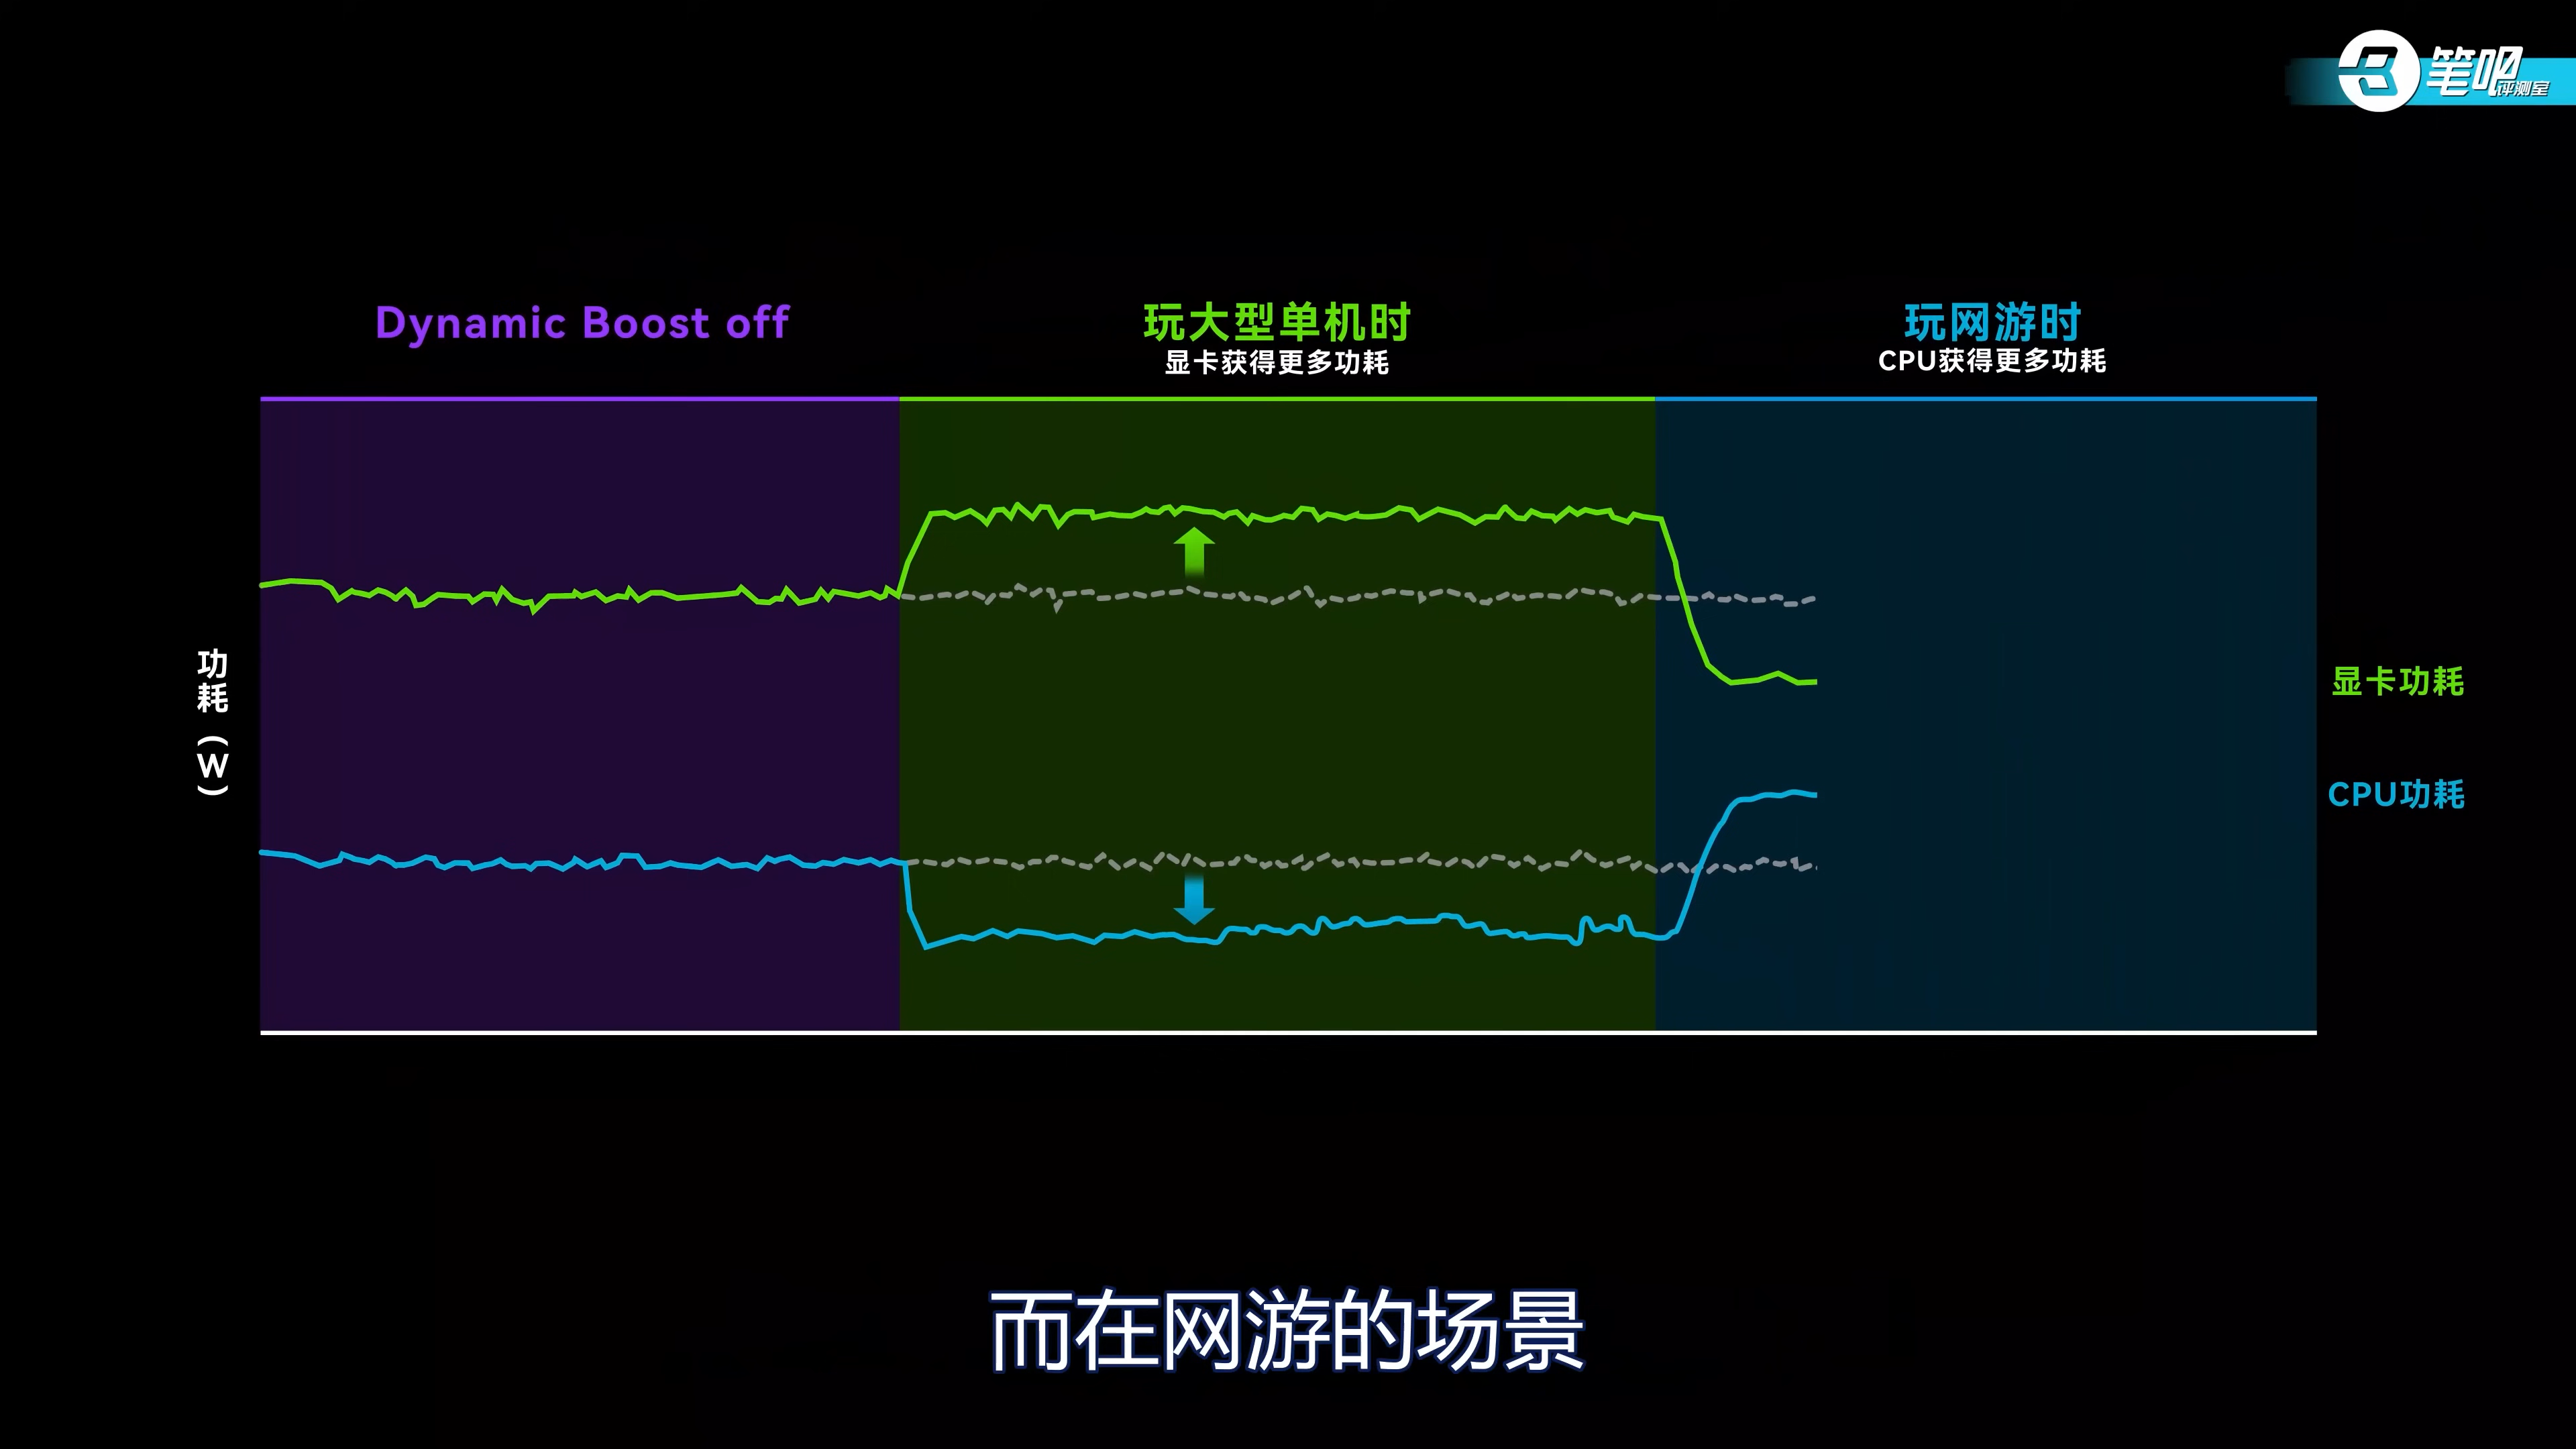 笔吧
评测室
Dynamic Boost off
玩大型单机时
显卡获得更多功耗
玩网游时
CPU获得更多功耗
功耗（W）
显卡功耗
CPU功耗
而在网游的场景